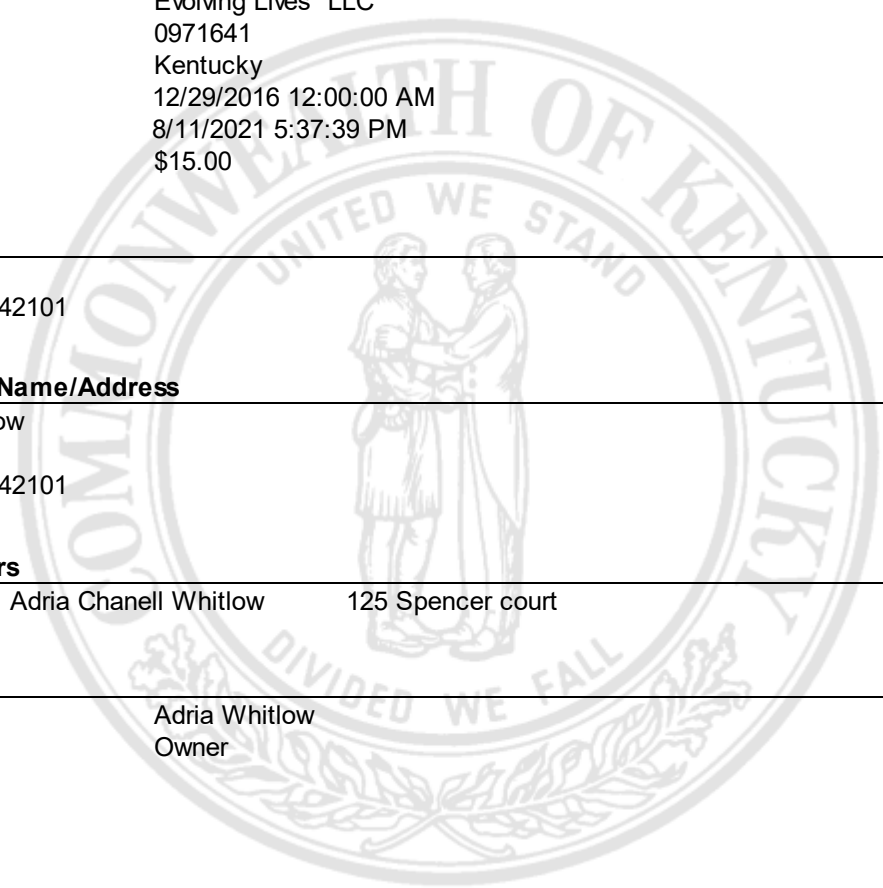 Evolving Lives" LLC
0971641
Kentucky
12/29/2016 12:00:00 AM
8/11/2021 5:37:39 PM
$15.00
42101
Name/Address
ow
42101
rs
Adria Chanell Whitlow 125 Spencer court
Adria Whitlow
Owner
COMMONWEALTH OF KENTUCKY
UNITED WE STAND
DIVIDED WE FALL